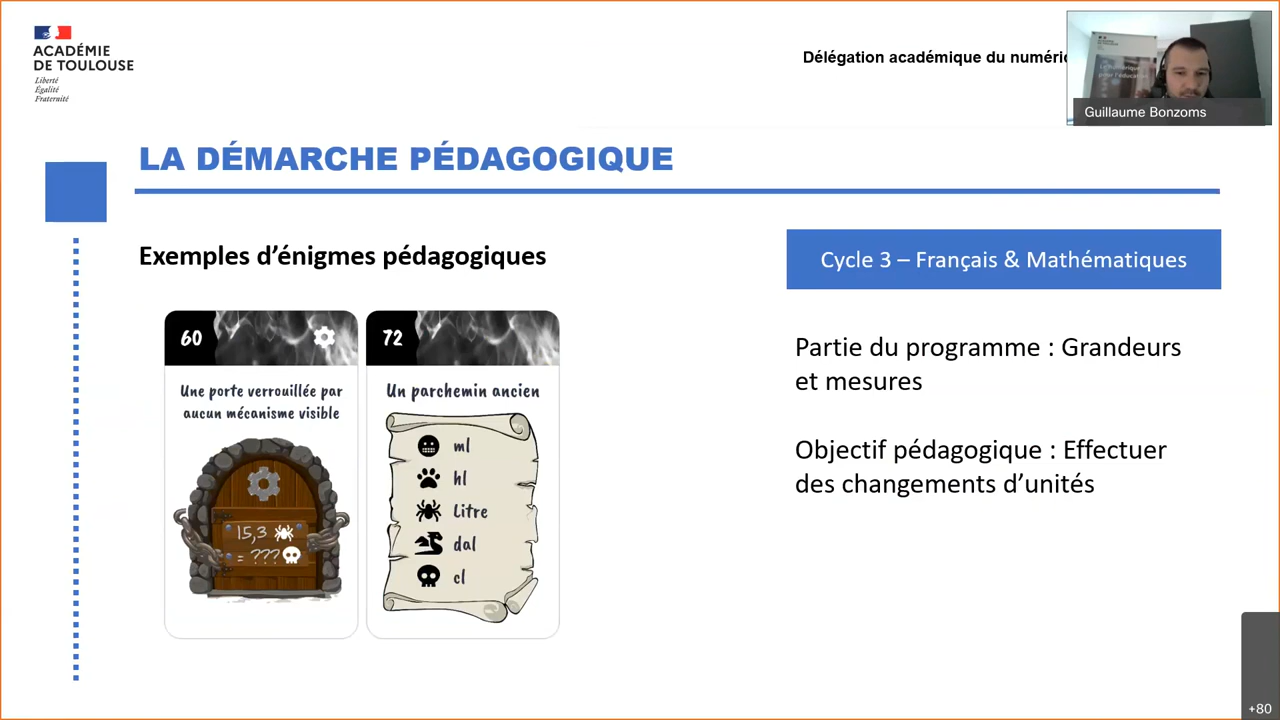 ACADÉMIE
DE TOULOUSE
Liberté
Égalité
Fraternité
Délégation académique du numéri
Guillaume Bonzoms
LA DÉMARCHE PÉDAGOGIQUE
Exemples d’énigmes pédagogiques
Cycle 3 – Français & Mathématiques
60
Une porte verrouillée par
aucun mécanisme visible
15,3
= ???
72
Un parchemin ancien
ml
hl
Litre
dal
cl
Partie du programme : Grandeurs
et mesures
Objectif pédagogique : Effectuer
des changements d’unités
+80